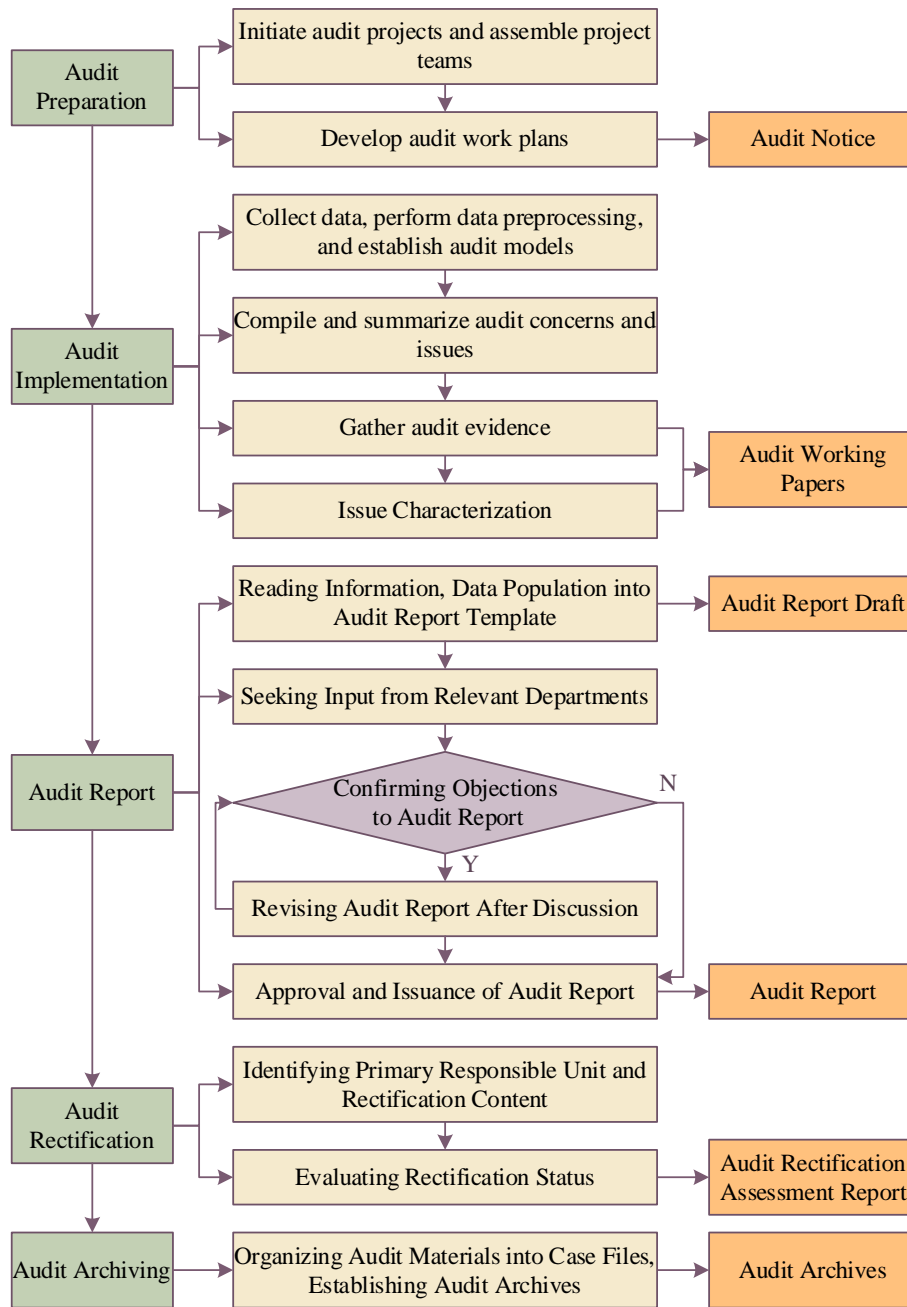 Initiate audit projects and assemble project
teams
Audit
Preparation
Develop audit work plans
Audit Notice
Collect data, perform data preprocessing,
and establish audit models
Compile and summarize audit concerns and
issues
Audit
Implementation
Gather audit evidence
Audit Working
Papers
Issue Characterization
Reading Information, Data Population into
Audit Report Template
Audit Report Draft
Seeking Input from Relevant Departments
Audit Report
Confirming Objections
to Audit Report
N
Y
Revising Audit Report After Discussion
Approval and Issuance of Audit Report
Audit Report
Identifying Primary Responsible Unit and
Rectification Content
Audit
Rectification
Evaluating Rectification Status
Audit Rectification
Assessment Report
Audit Archiving
Organizing Audit Materials into Case Files,
Establishing Audit Archives
Audit Archives